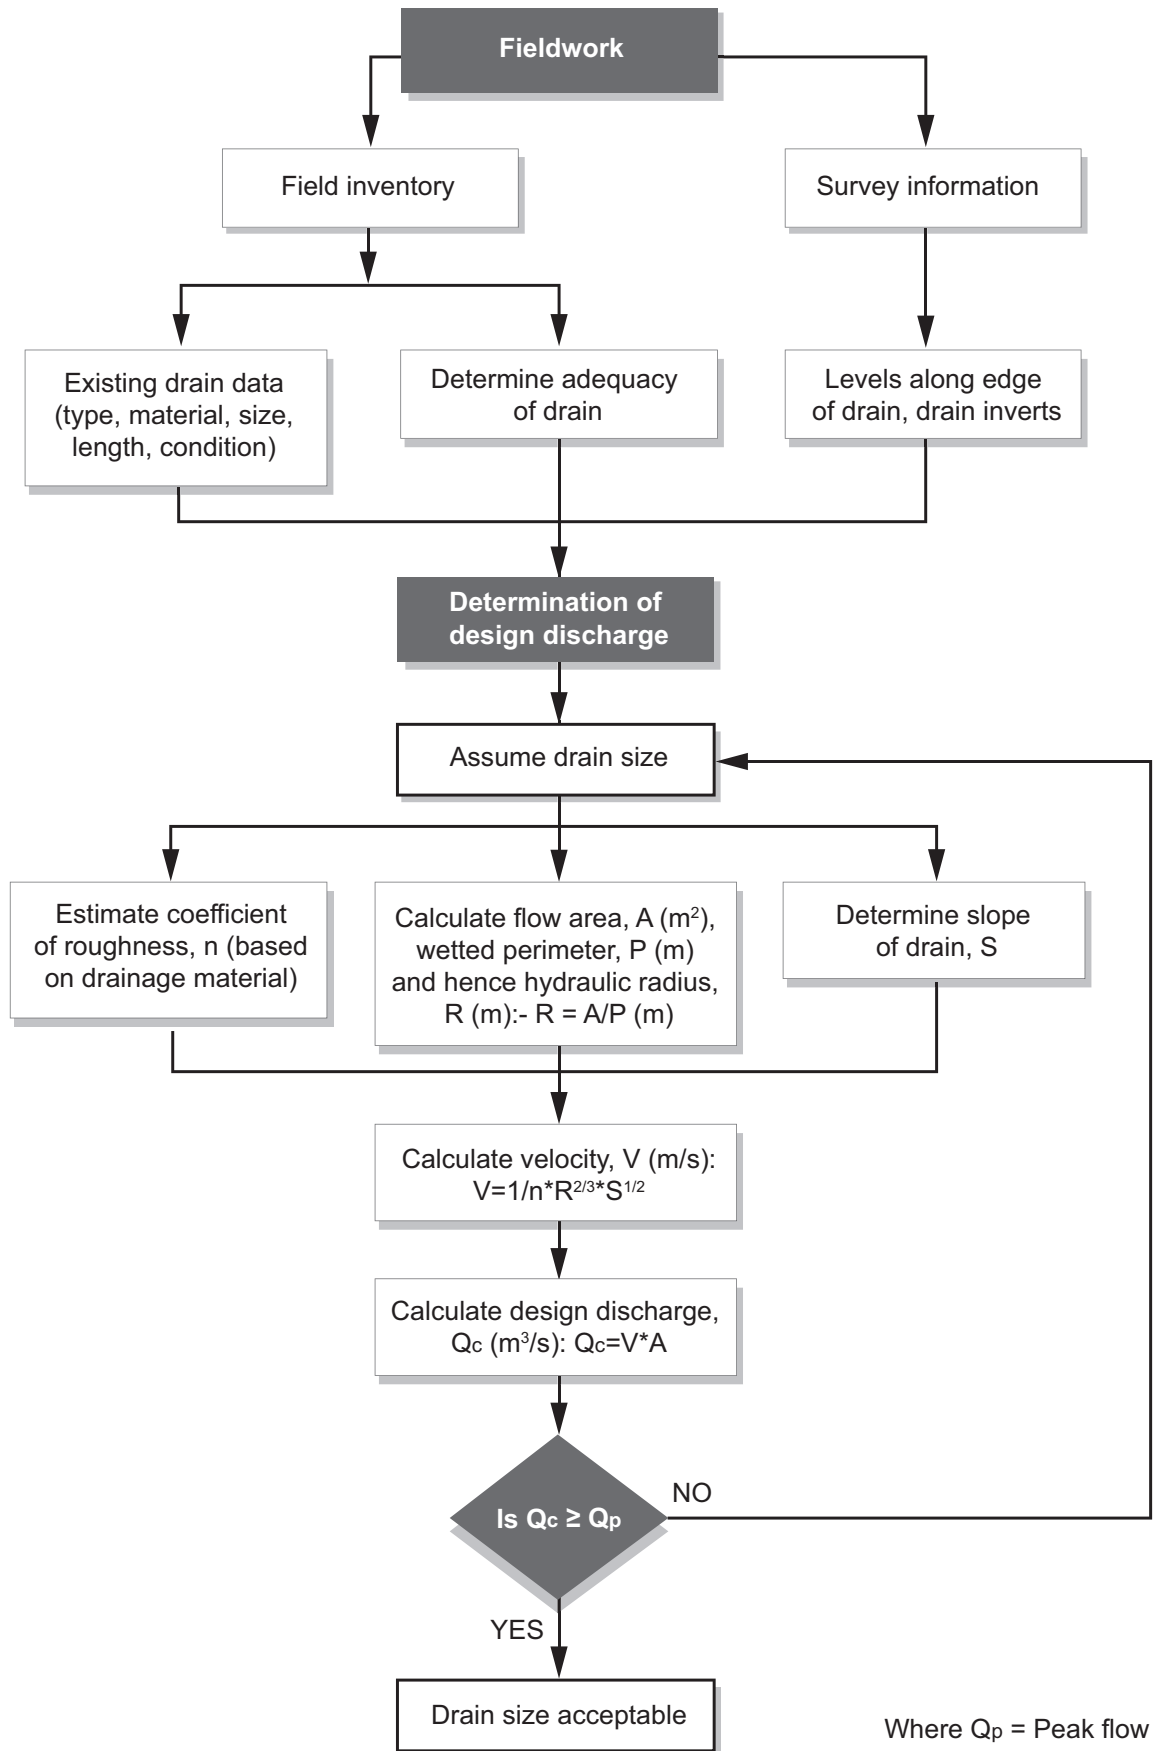 Fieldwork
Field inventory
Survey information
Existing drain data
(type, material, size,
length, condition)
Determine adequacy
of drain
Levels along edge
of drain, drain inverts
Determination of
design discharge
Assume drain size
Estimate coefficient
of roughness, n (based
on drainage material)
Calculate flow area, A (m²),
wetted perimeter, P (m)
and hence hydraulic radius,
R (m):- R = A/P (m)
Determine slope
of drain, S
Calculate velocity, V (m/s):
V=1/n*R^2/3*S^1/2
Calculate design discharge,
Qc (m³/s): Qc=V*A
Is Qc ≥ Qp
NO
YES
Drain size acceptable
Where Qp = Peak flow